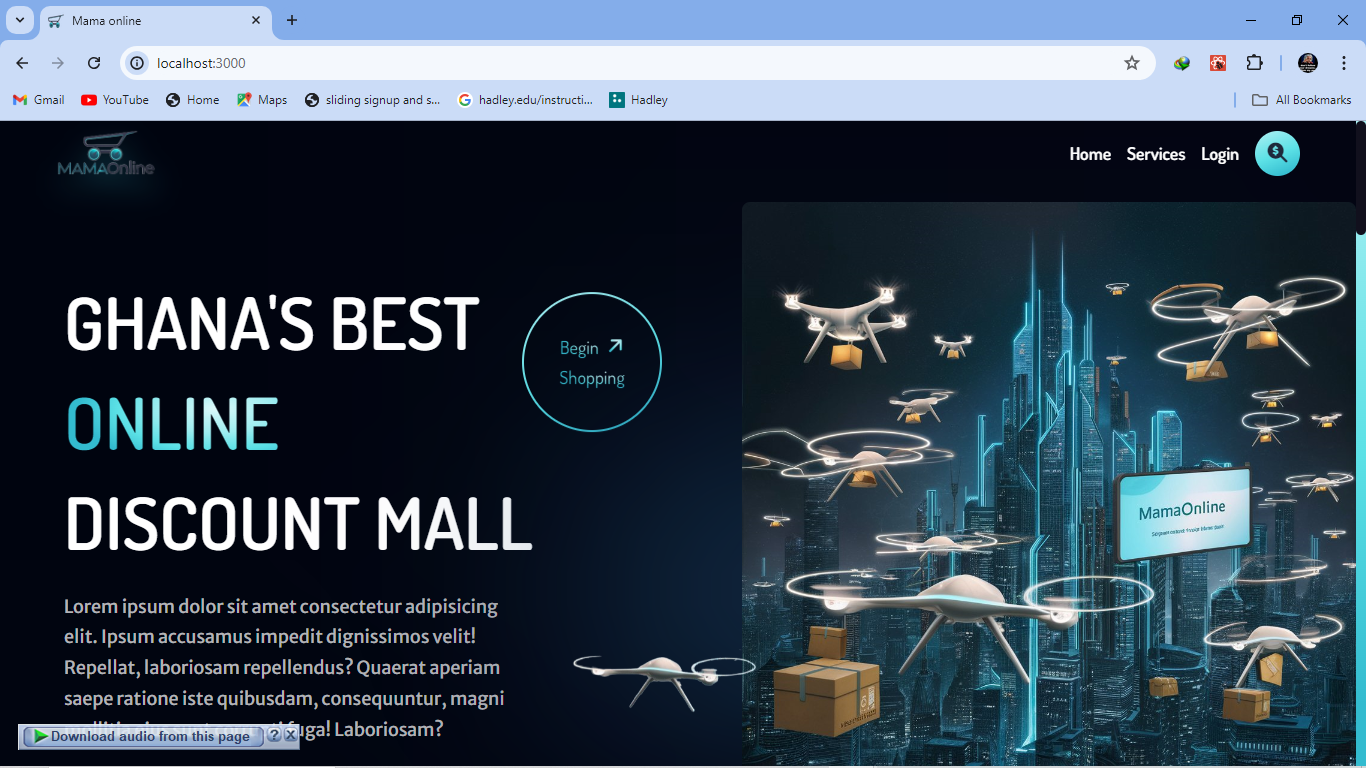 Mama online
localhost:3000
Gmail
YouTube
Home
Maps
sliding signup and s...
hadley.edu/instructi...
Hadley
All Bookmarks
MAMAOnline
Home
Services
Login
GHANA'S BEST
ONLINE
DISCOUNT MALL
Begin
Shopping
MamaOnline
Lorem ipsum dolor sit amet consectetur adipisicing
elit. Ipsum accusamus impedit dignissimos velit!
Repellat, laboriosam repellendus? Quaerat aperiam
saepe ratione iste quibusdam, consequuntur, magni
fuga! Laboriosam?
Download audio from this page